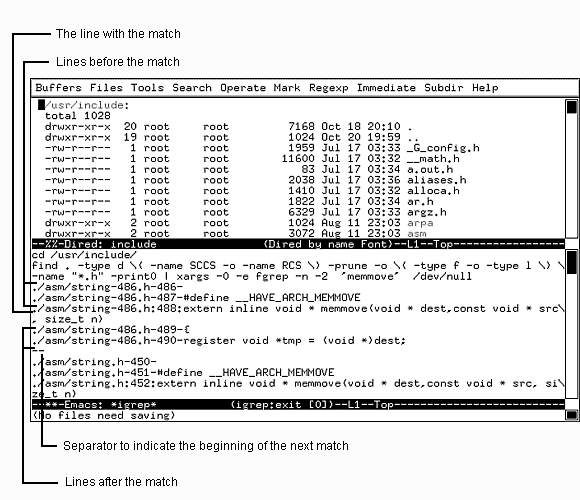 The line with the match
Lines before the match
Buffers Files Tools Search Operate Mark Regexp Immediate Subdir Help
/usr/include:
total 1028
drwxr-xr-x 20 root root 7168 Oct 18 20:10 .
drwxr-xr-x 19 root root 1024 Oct 20 19:59 ..
-rw-r--r-- 1 root root 1959 Jul 17 03:33 _G_config.h
-rw-r--r-- 1 root root 11600 Jul 17 03:32 __math.h
-rw-r--r-- 1 root root 83 Jul 17 03:34 a.out.h
-rw-r--r-- 1 root root 2038 Jul 17 03:36 aliases.h
-rw-r--r-- 1 root root 1410 Jul 17 03:32 alloca.h
-rw-r--r-- 1 root root 1822 Jul 17 03:34 ar.h
-rw-r--r-- 1 root root 6329 Jul 17 03:33 argz.h
drwxr-xr-x 2 root root 1024 Aug 11 23:03 arpa
drwxr-xr-x 2 root root 3072 Aug 11 23:03 asm
--%%-Dired: include (Dired by name Font)--L1--Top--------------------
cd /usr/include/
find . -type d \( -name SCCS -o -name RCS \) -prune -o \( -type f -o -type l \) \
-name "*.h" -print0 | xargs -0 -e fgrep -n -2 'memmove' /dev/null
./asm/string-486.h-486-
./asm/string-486.h-487-#define __HAVE_ARCH_MEMMOVE
./asm/string-486.h:488:extern inline void * memmove(void * dest,const void * src\
, size_t n)
./asm/string-486.h-489-{
./asm/string-486.h-490-register void *tmp = (void *)dest;
--
./asm/string.h-450-
./asm/string.h-451-#define __HAVE_ARCH_MEMMOVE
./asm/string.h:452:extern inline void * memmove(void * dest,const void * src, si\
ze_t n)
--**-Emacs: *igrep* (igrep:exit [0])--L1--Top--------------------
(No files need saving)
Separator to indicate the beginning of the next match
Lines after the match